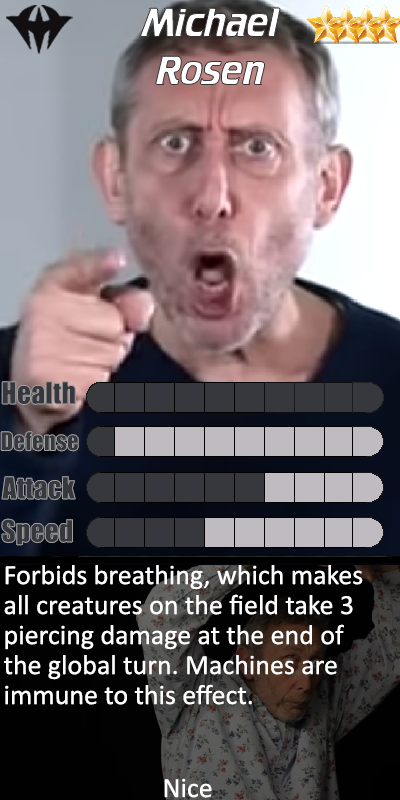 Michael
Rosen
Health
Defense
Attack
Speed
Forbids breathing, which makes
all creatures on the field take 3
piercing damage at the end of
the global turn. Machines are
immune to this effect.
Nice